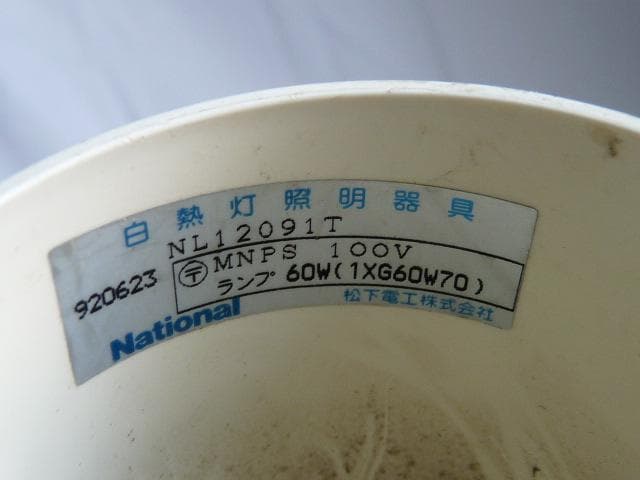 白熱灯照明器具
NL12091T
920623
〶 MNPS 100V
ランプ 60W(1XG60W70)
National
松下電工株式会社